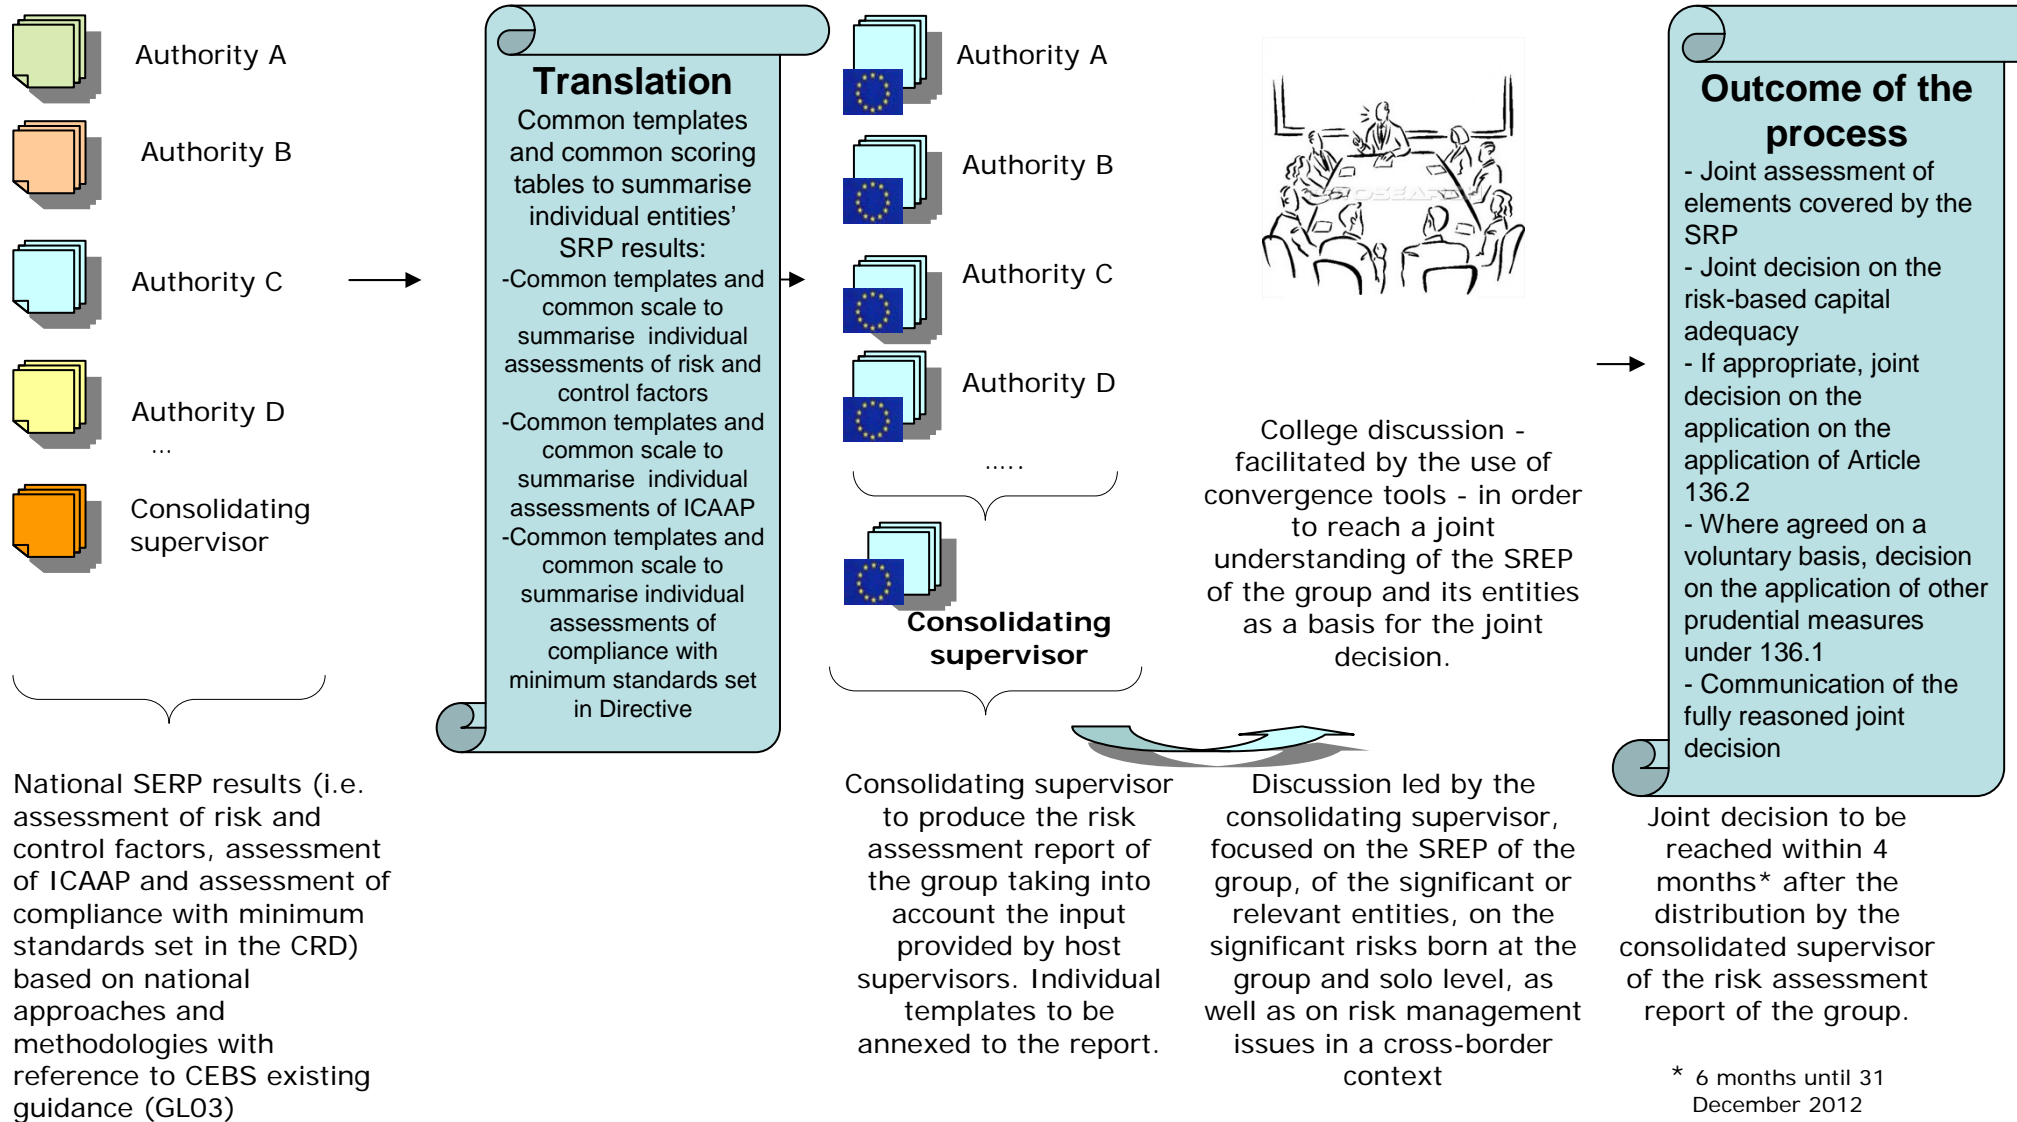 Authority A
Authority B
Authority C
Authority D
...
Consolidating
supervisor
National SERP results (i.e.
assessment of risk and
control factors, assessment
of ICAAP and assessment of
compliance with minimum
standards set in the CRD)
based on national
approaches and
methodologies with
reference to CEBS existing
guidance (GL03)
Translation
Common templates
and common scoring
tables to summarise
individual entities’
SRP results:
-Common templates and
common scale to
summarise individual
assessments of risk and
control factors
-Common templates and
common scale to
summarise individual
assessments of ICAAP
-Common templates and
common scale to
summarise individual
assessments of
compliance with
minimum standards set
in Directive
Authority A
Authority B
Authority C
Authority D
.....
Consolidating
supervisor
Consolidating supervisor
to produce the risk
assessment report of
the group taking into
account the input
provided by host
supervisors. Individual
templates to be
annexed to the report.
College discussion -
facilitated by the use of
convergence tools - in order
to reach a joint
understanding of the SREP
of the group and its entities
as a basis for the joint
decision.
Discussion led by the
consolidating supervisor,
focused on the SREP of the
group, of the significant or
relevant entities, on the
significant risks born at the
group and solo level, as
well as on risk management
issues in a cross-border
context
Outcome of the
process
- Joint assessment of
elements covered by the
SRP
- Joint decision on the
risk-based capital
adequacy
- If appropriate, joint
decision on the
application on the
application of Article
136.2
- Where agreed on a
voluntary basis, decision
on the application of other
prudential measures
under 136.1
- Communication of the
fully reasoned joint
decision
Joint decision to be
reached within 4
months* after the
distribution by the
consolidated supervisor
of the risk assessment
report of the group.
* 6 months until 31
December 2012